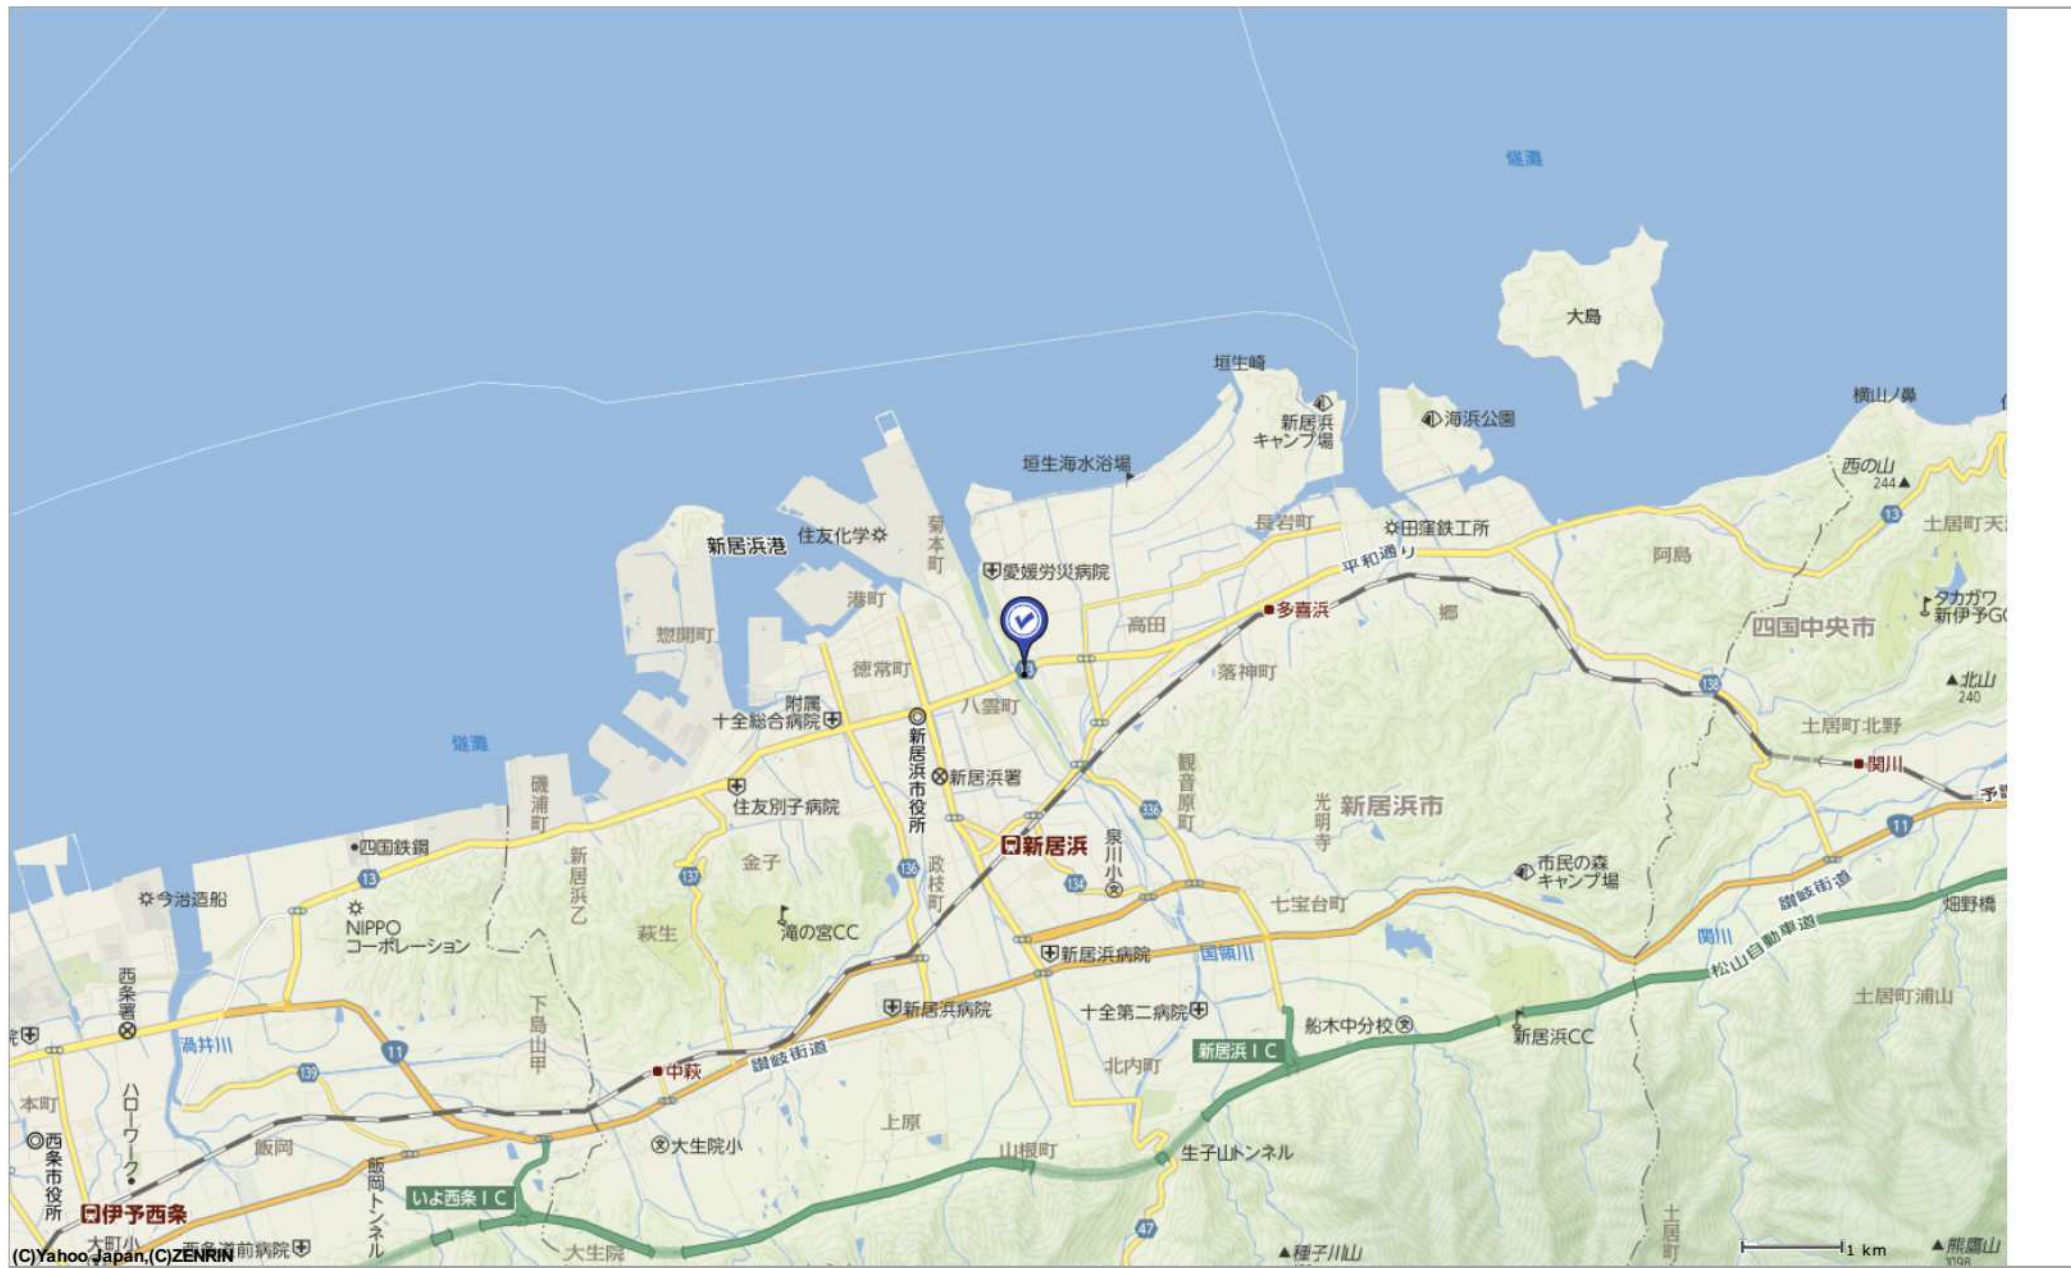 燧灘
大島
垣生崎
新居浜
キャンプ場
海浜公園
横山ノ鼻
垣生海水浴場
西の山
244
菊本町
住友化学
新居浜港
長岩町
田窪鉄工所
13
平和通り
阿島
愛媛労災病院
港町
多喜浜
郷
タカガワ
四国中央市
惣開町
高田
徳常町
落神町
北山
240
138
附属
十全総合病院
八雲町
土居町北野
燧灘
新居浜市役所
関川
磯浦町
新居浜署
観音原町
住友別子病院
336
光明寺
新居浜市
11
四国鉄鋼
新居浜
泉川小
新居浜乙
金子
136
政枝町
13
137
134
市民の森
キャンプ場
讃岐街道
今治造船
七宝台町
畑野橋
NIPPO
コーポレーション
萩生
滝の宮CC
新居浜病院
国領川
関川
松山自動車道
西条署
下島山甲
新居浜病院
十全第二病院
土居町浦山
船木中分校
新居浜CC
渦井川
11
讃岐街道
新居浜IC
北内町
139
中萩
本町
ハローワーク
西条市役所
飯岡
大生院小
上原
山根町
生子山トンネル
飯岡トンネル
いよ西条IC
伊予西条
47
土居町
大町小
西条道前病院
大生院
種子川山
1 km
熊鷹山
1098
(C)Yahoo Japan,(C)ZENRIN